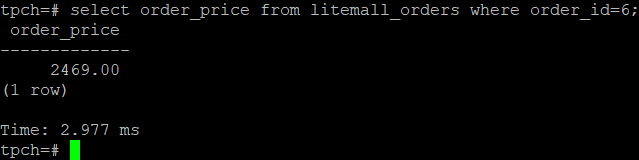 tpch=# select order_price from litemall_orders where order_id=6;
 order_price
-------------
     2469.00
(1 row)

Time: 2.977 ms
tpch=#